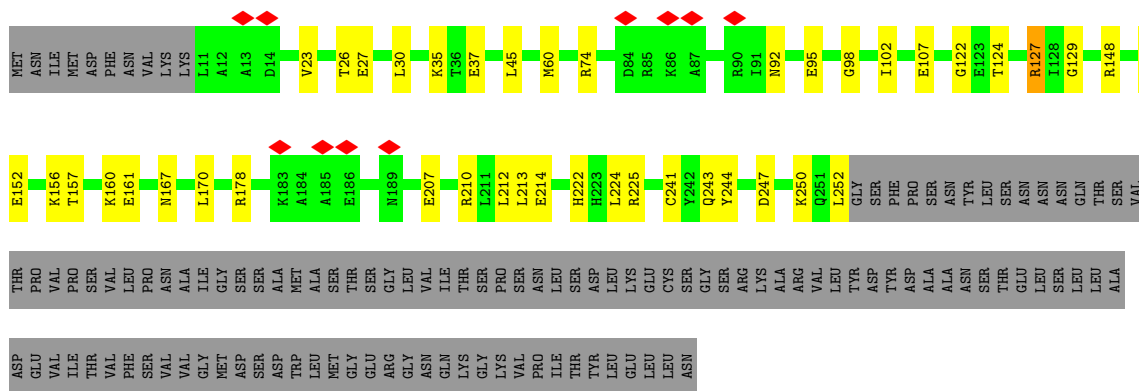 MET ASN ILE MET ASP PHE ASN VAL LYS LYS L11 A12 A13 D14 V23 T26 E27 L30 K35 T36 E37 L45 M60 R74 D84 R85 K86 A87 R90 I91 N92 E95 G98 I102 E107 G122 E123 T124 R127 I128 G129 R148
E152 K156 T157 K160 E161 N167 L170 R178 K183 A184 A185 E186 N189 E207 R210 L211 L212 L213 E214 H222 H223 L224 R225 C241 Y242 Q243 Y244 D247 K250 Q251 L252 GLY SER PHE PRO SER ASN TYR LEU SER ASN ASN ASN GLN THR SER VAL
THR PRO VAL PRO SER VAL LEU PRO ASN ALA ILE GLY SER SER ALA MET ALA SER THR SER GLY LEU VAL ILE THR SER PRO SER ASN LEU SER ASP LEU LYS GLU CYS SER GLY SER ARG LYS ALA ARG VAL LEU TYR ASP TYR ASP ALA ALA ASN SER THR GLU LEU SER LEU LEU ALA
ASP GLU VAL ILE THR VAL PHE SER VAL VAL GLY MET ASP SER ASP TRP LEU MET GLY GLU ARG GLY ASN GLN LYS GLY LYS VAL PRO ILE THR TYR LEU GLU LEU LEU ASN